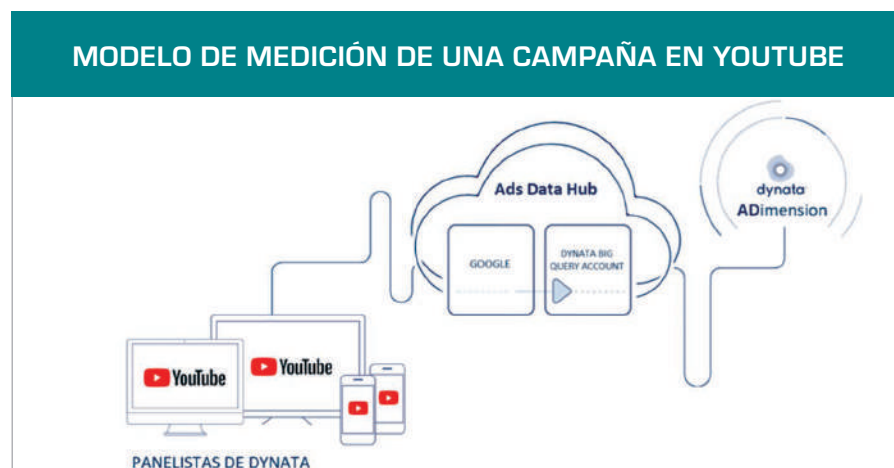 MODELO DE MEDICIÓN DE UNA CAMPAÑA EN YOUTUBE
Ads Data Hub
GOOGLE
DYNATA BIG
QUERY ACCOUNT
dynata
ADimension
YouTube
YouTube
PANELISTAS DE DYNATA